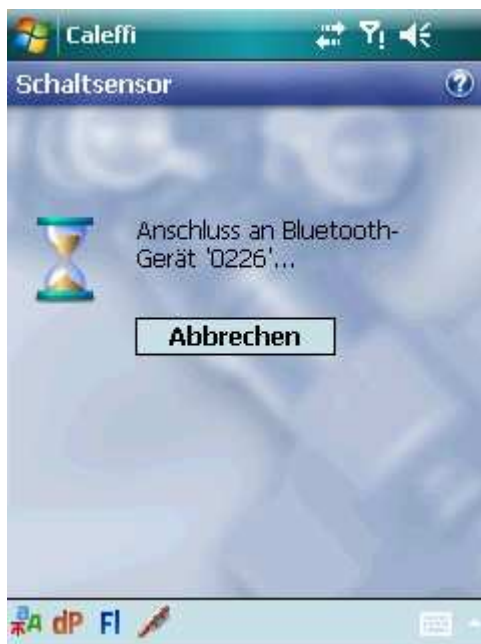 Caleffi
Schaltsensor
Anschluss an Bluetooth-
Gerät '0226'...
Abbrechen
A dP Fl